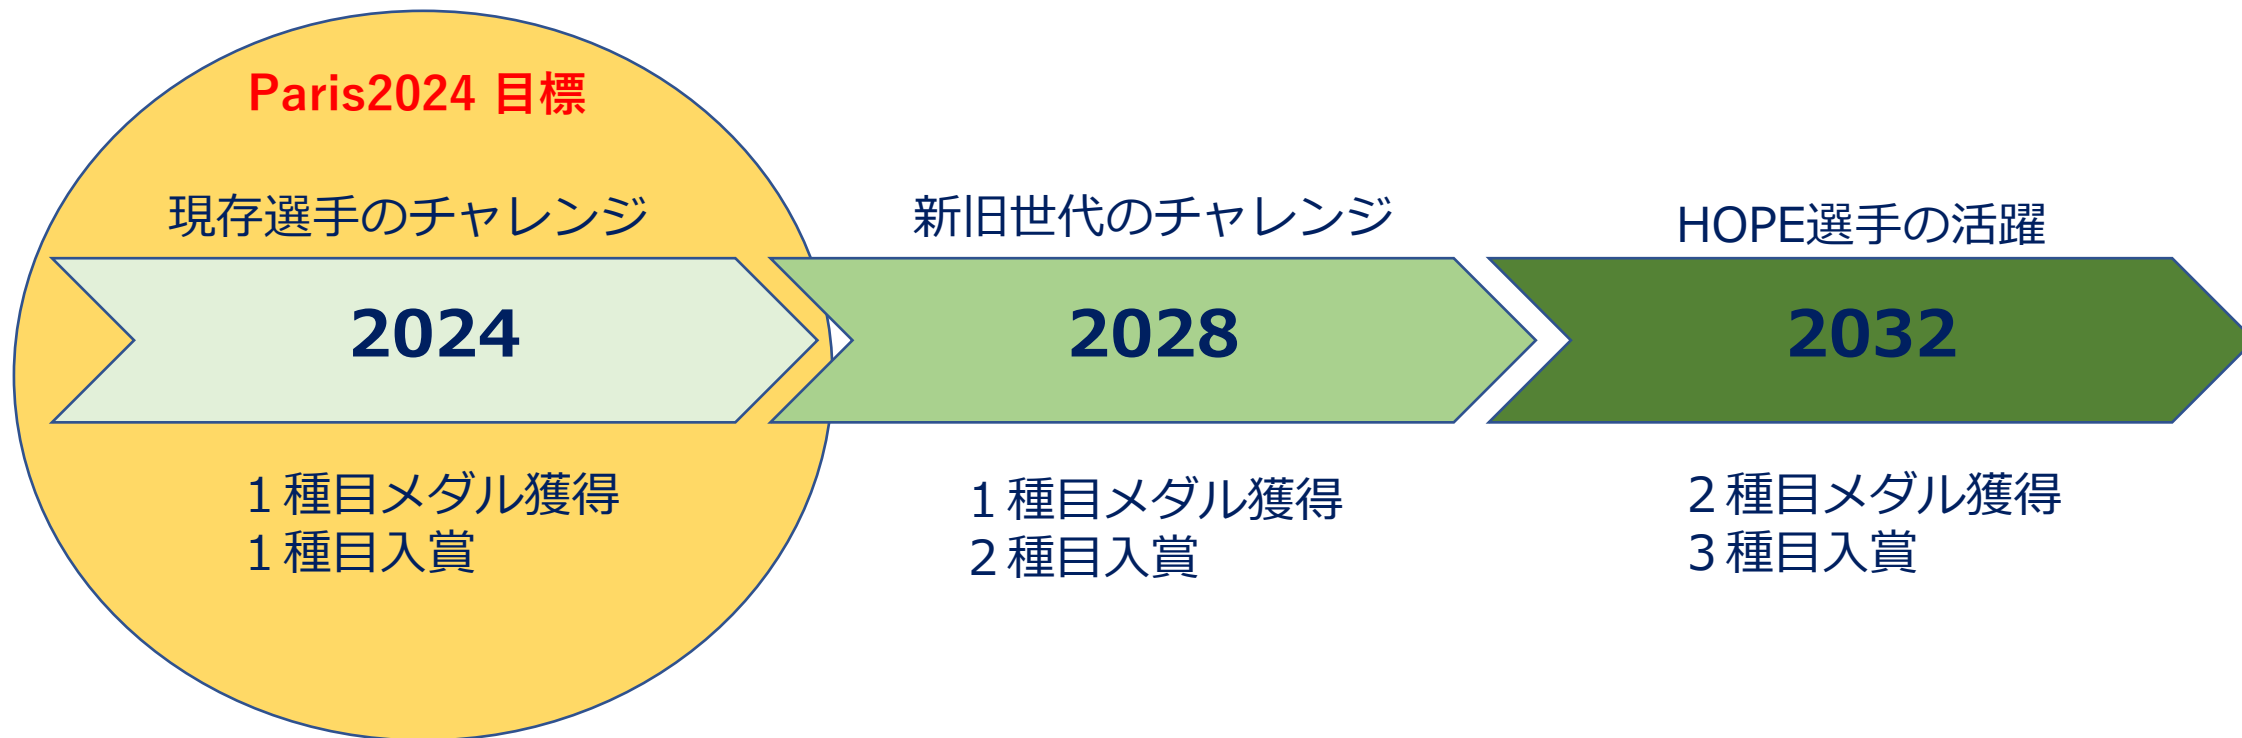 Paris2024 目標
現存選手のチャレンジ
2024
１種目メダル獲得
１種目入賞
新旧世代のチャレンジ
2028
１種目メダル獲得
２種目入賞
HOPE選手の活躍
2032
２種目メダル獲得
３種目入賞